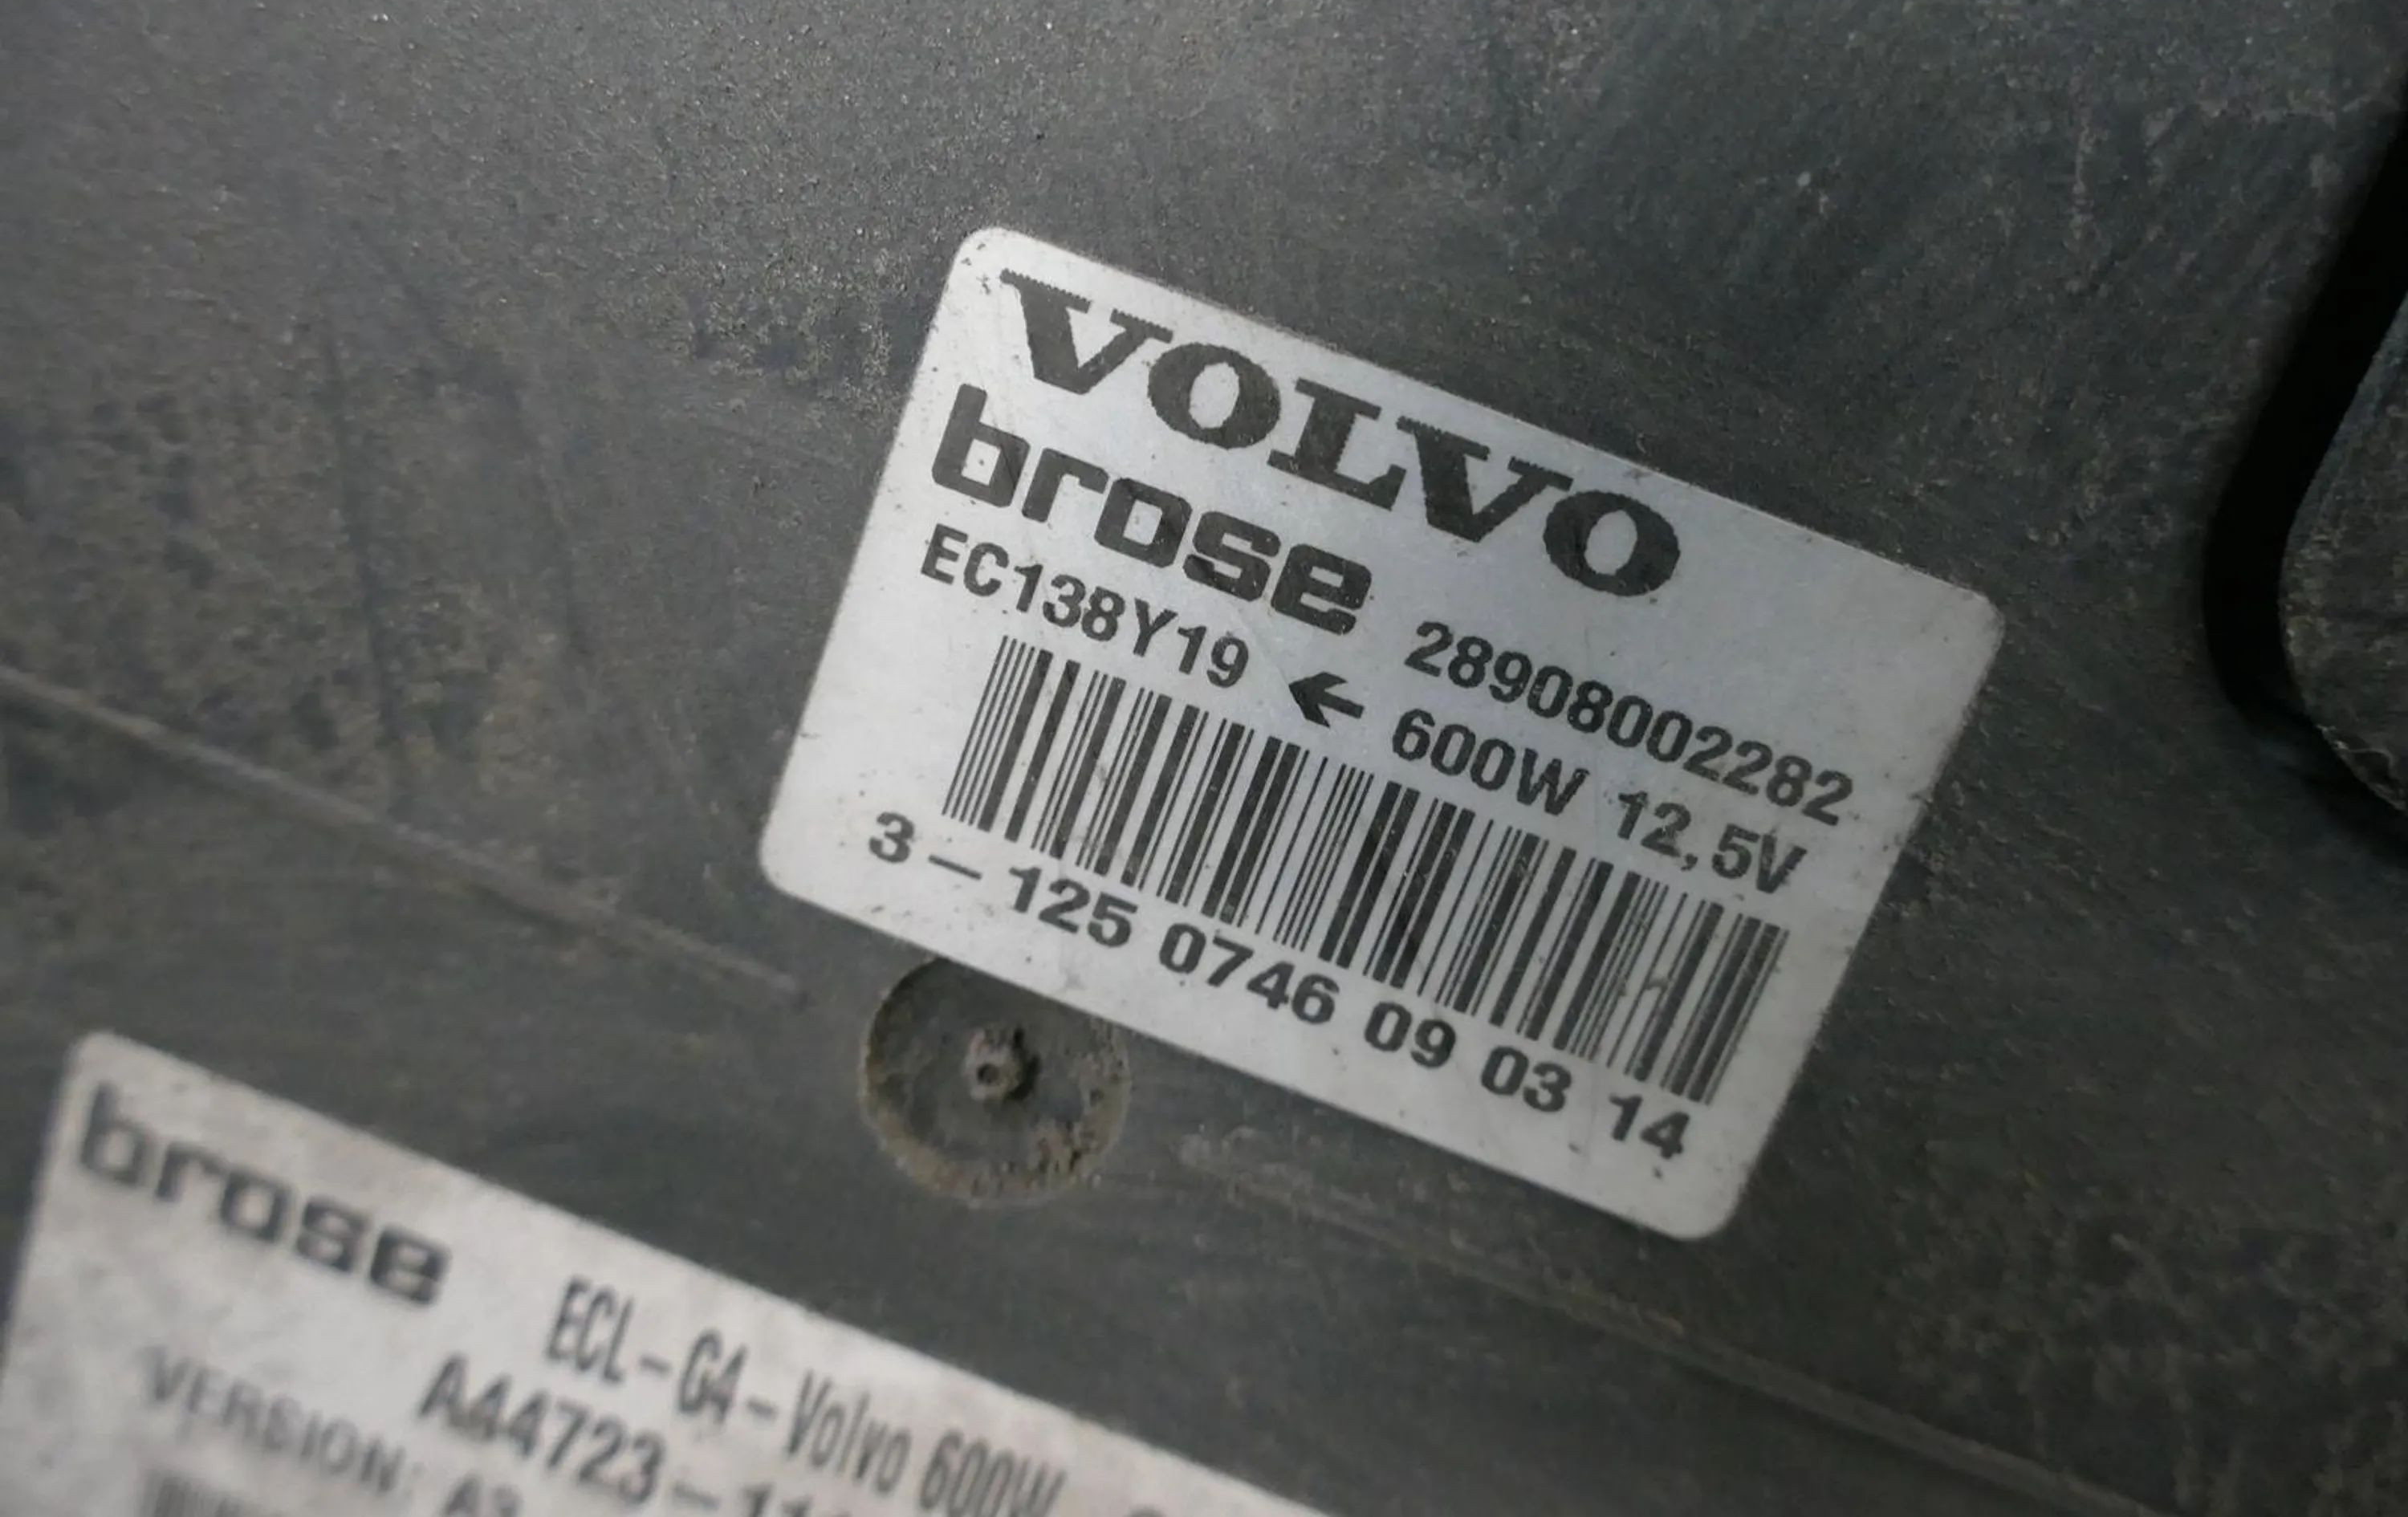 VOLVO
brose 28908002282
EC138Y19 ← 600W 12,5V
3-125 0746 09 03 14
brose ECL-G4-Volvo 600W
A44723-11
VERSION: A3